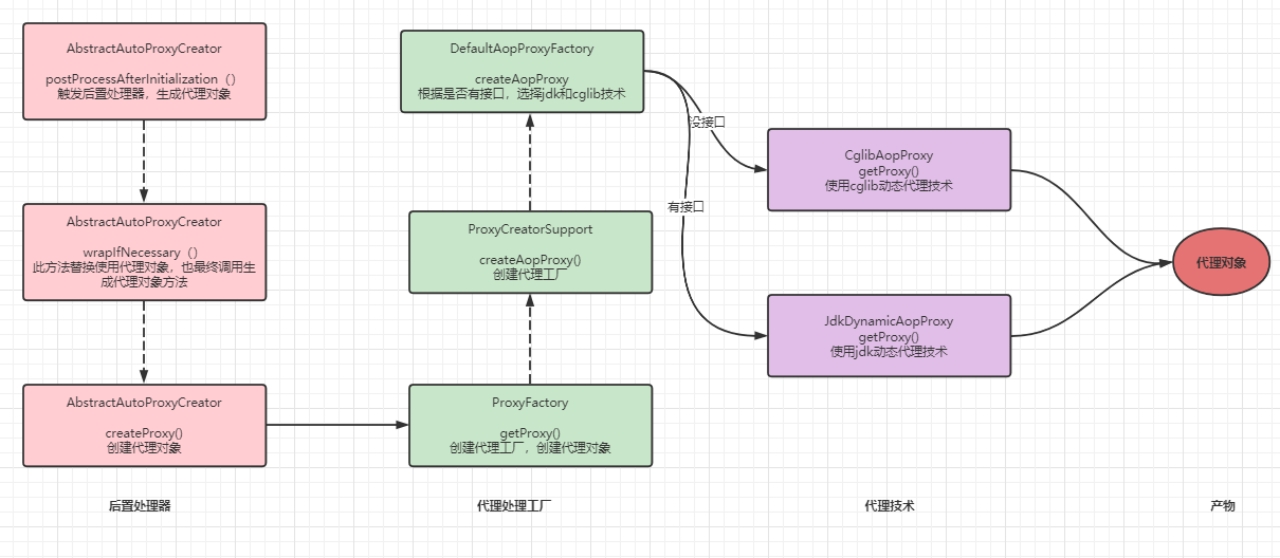 AbstractAutoProxyCreator
postProcessAfterInitialization（）
触发后置处理器，生成代理对象
AbstractAutoProxyCreator
wrapIfNecessary（）
此方法替换使用代理对象，也最终调用生
成代理对象方法
AbstractAutoProxyCreator
createProxy()
创建代理对象
后置处理器
DefaultAopProxyFactory
createAopProxy
根据是否有接口，选择jdk和cglib技术
ProxyCreatorSupport
createAopProxy()
创建代理工厂
ProxyFactory
getProxy()
创建代理工厂，创建代理对象
代理处理工厂
没接口
有接口
CglibAopProxy
getProxy()
使用cglib动态代理技术
JdkDynamicAopProxy
getProxy()
使用jdk动态代理技术
代理技术
代理对象
产物